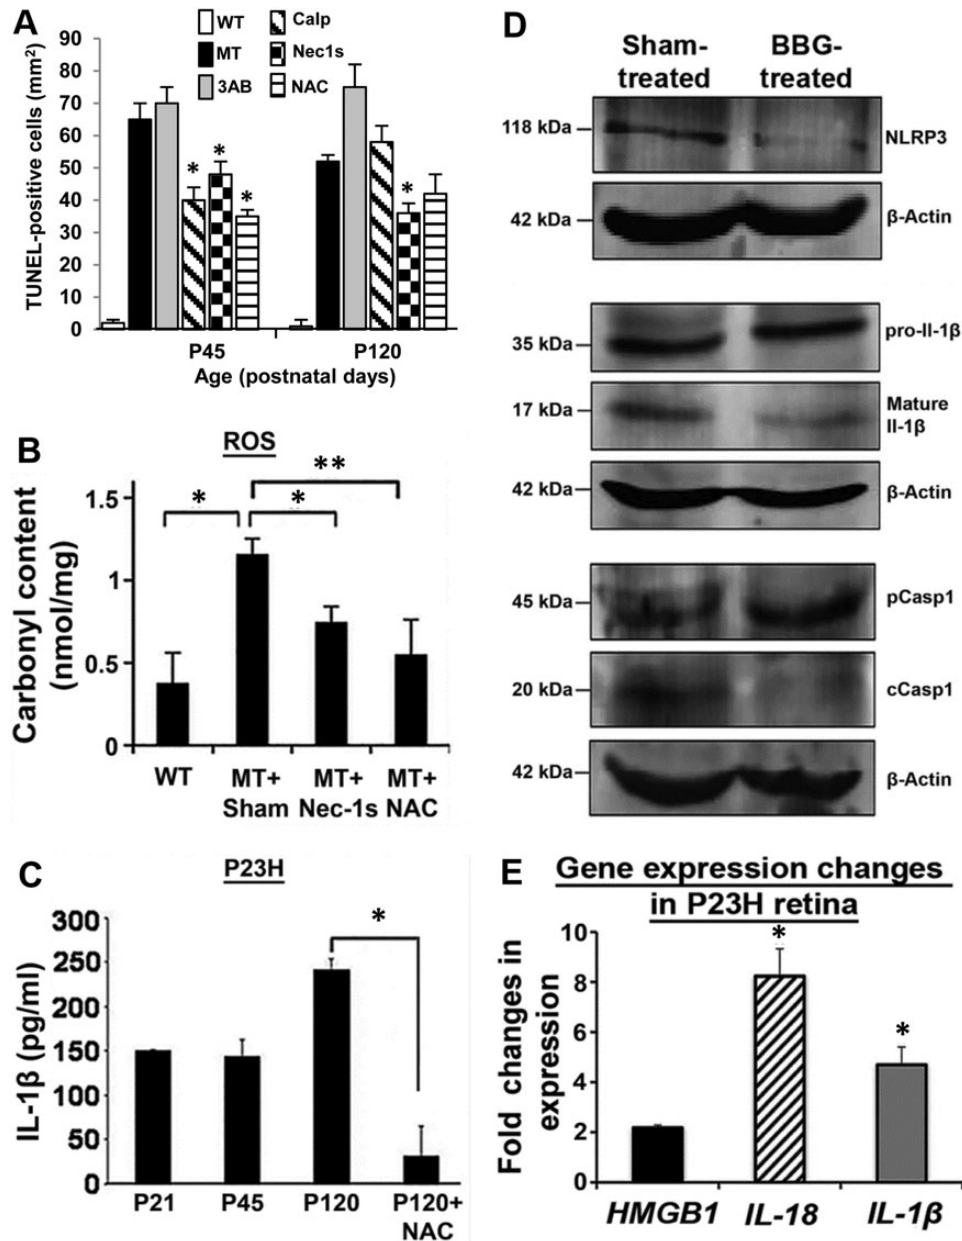 A
WT
MT
3AB
Calp
Nec1s
NAC
TUNEL-positive cells (mm²)
90
80
70
60
50
40
30
20
10
0
* * *
*
P45 P120
Age (postnatal days)
B
ROS
* * **
Carbonyl content
(nmol/mg)
1.5
1
0.5
0
WT MT+ MT+ MT+
Sham Nec-1s NAC
C
P23H
*
IL-1β (pg/ml)
300
250
200
150
100
50
0
P21 P45 P120 P120+
NAC
D
Sham- BBG-
treated treated
118 kDa NLRP3
42 kDa β-Actin
35 kDa pro-Il-1β
17 kDa Mature
Il-1β
42 kDa β-Actin
45 kDa pCasp1
20 kDa cCasp1
42 kDa β-Actin
E
Gene expression changes
in P23H retina
* *
Fold changes in
expression
10
8
6
4
2
0
HMGB1 IL-18 IL-1β